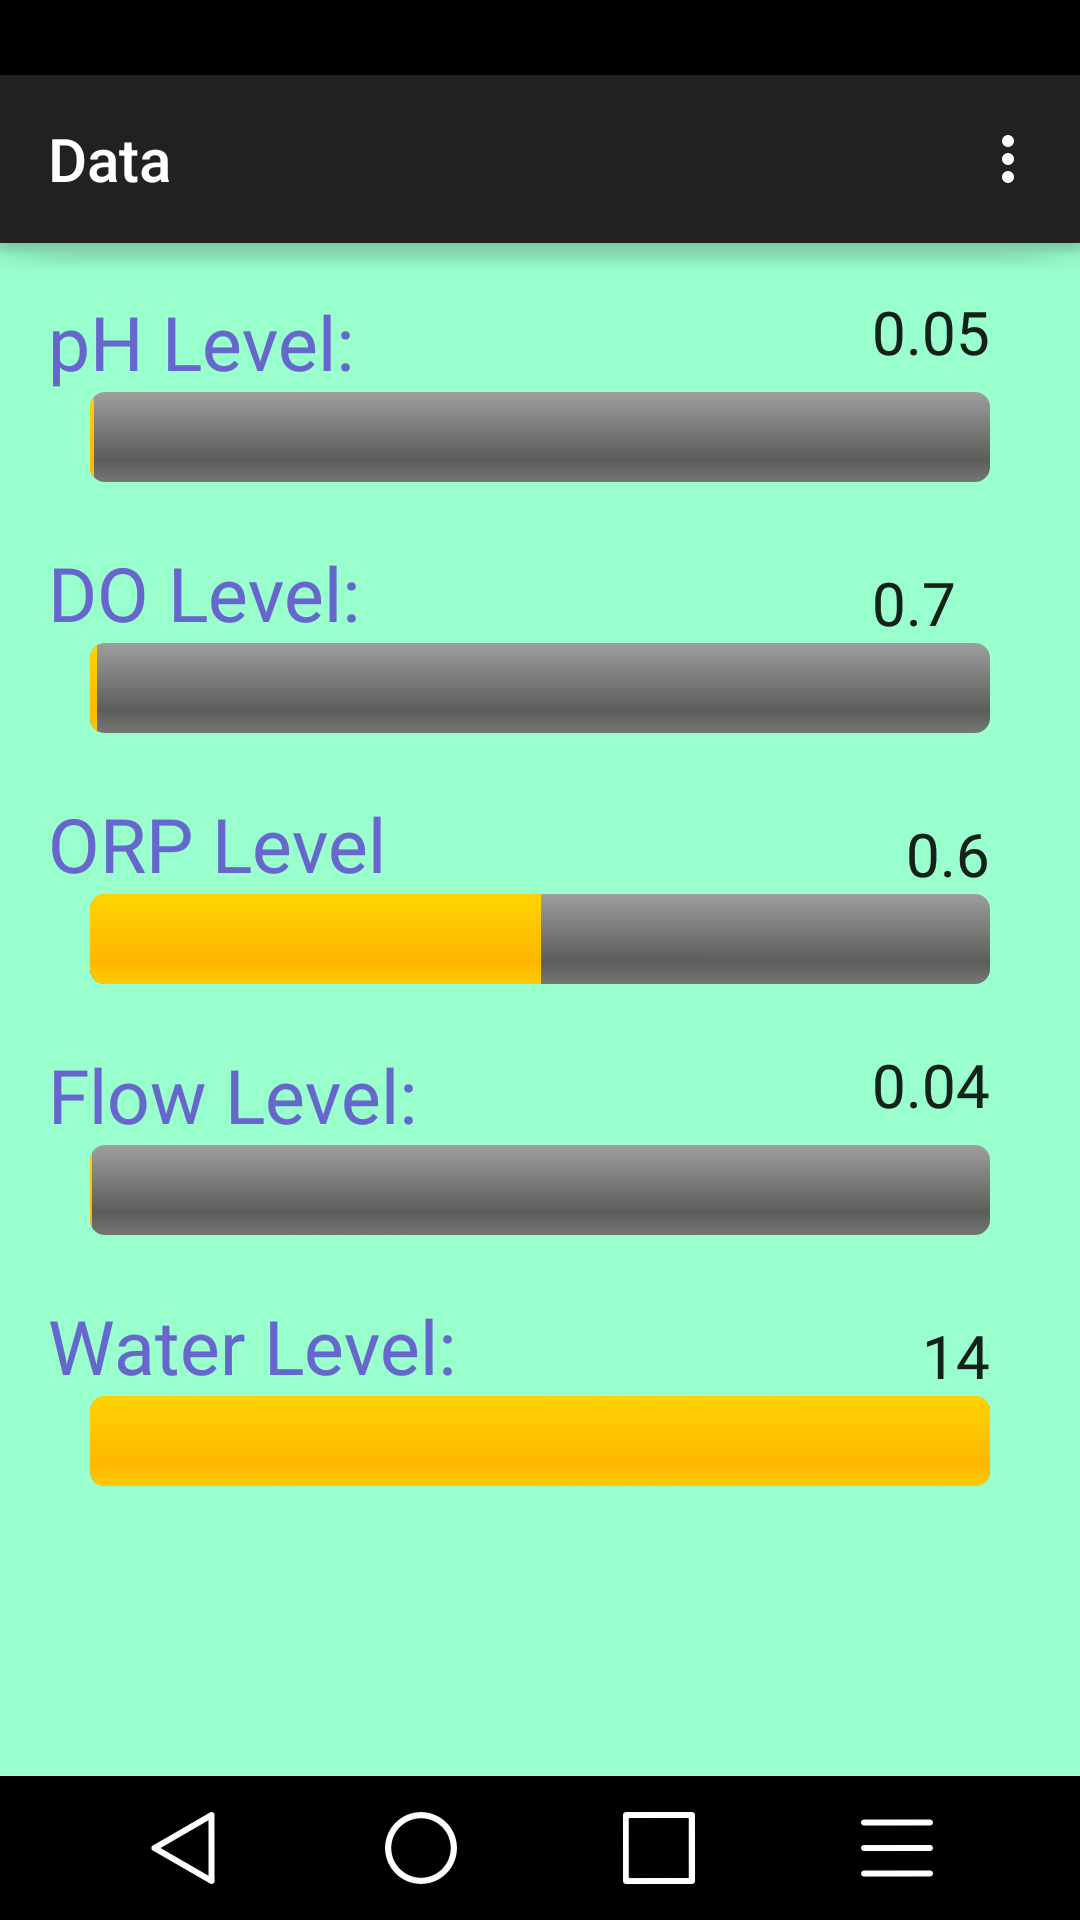 Data
pH Level:
0.05
DO Level:
0.7
ORP Level
0.6
Flow Level:
0.04
Water Level:
14